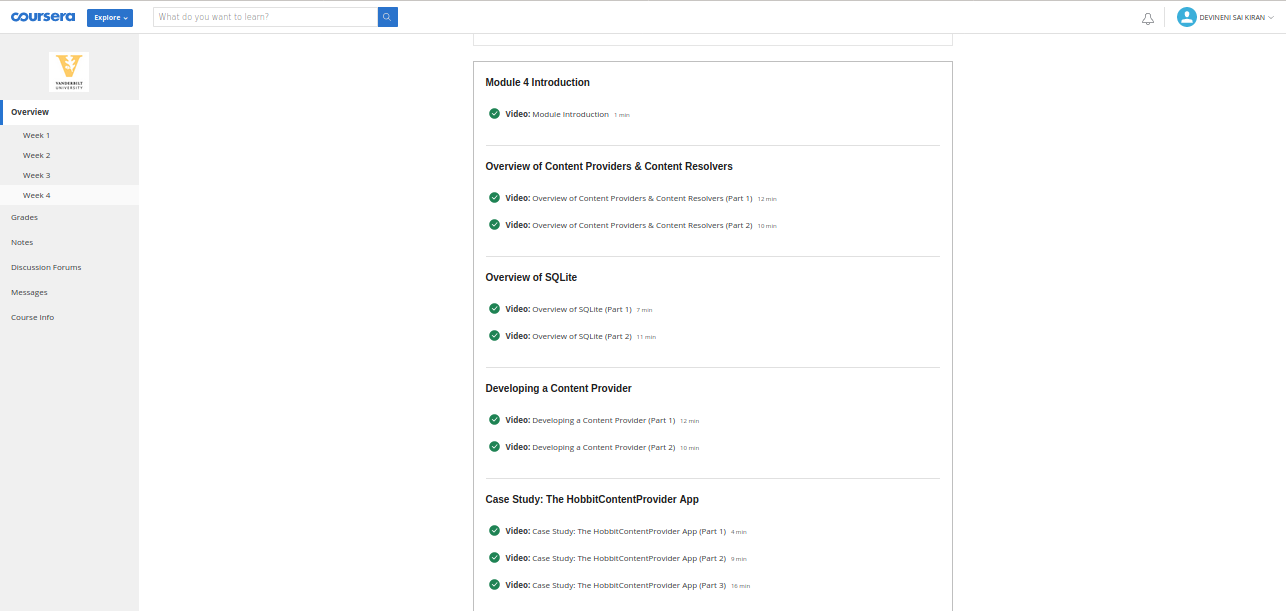 coursera
Explore
What do you want to learn?
DEVINENI SAI KIRAN
VANDERBILT
UNIVERSITY
Overview
Week 1
Week 2
Week 3
Week 4
Grades
Notes
Discussion Forums
Messages
Course Info
Module 4 Introduction
Video: Module Introduction 1 min
Overview of Content Providers & Content Resolvers
Video: Overview of Content Providers & Content Resolvers (Part 1) 12 min
Video: Overview of Content Providers & Content Resolvers (Part 2) 10 min
Overview of SQLite
Video: Overview of SQLite (Part 1) 7 min
Video: Overview of SQLite (Part 2) 11 min
Developing a Content Provider
Video: Developing a Content Provider (Part 1) 12 min
Video: Developing a Content Provider (Part 2) 10 min
Case Study: The HobbitContentProvider App
Video: Case Study: The HobbitContentProvider App (Part 1) 4 min
Video: Case Study: The HobbitContentProvider App (Part 2) 9 min
Video: Case Study: The HobbitContentProvider App (Part 3) 16 min